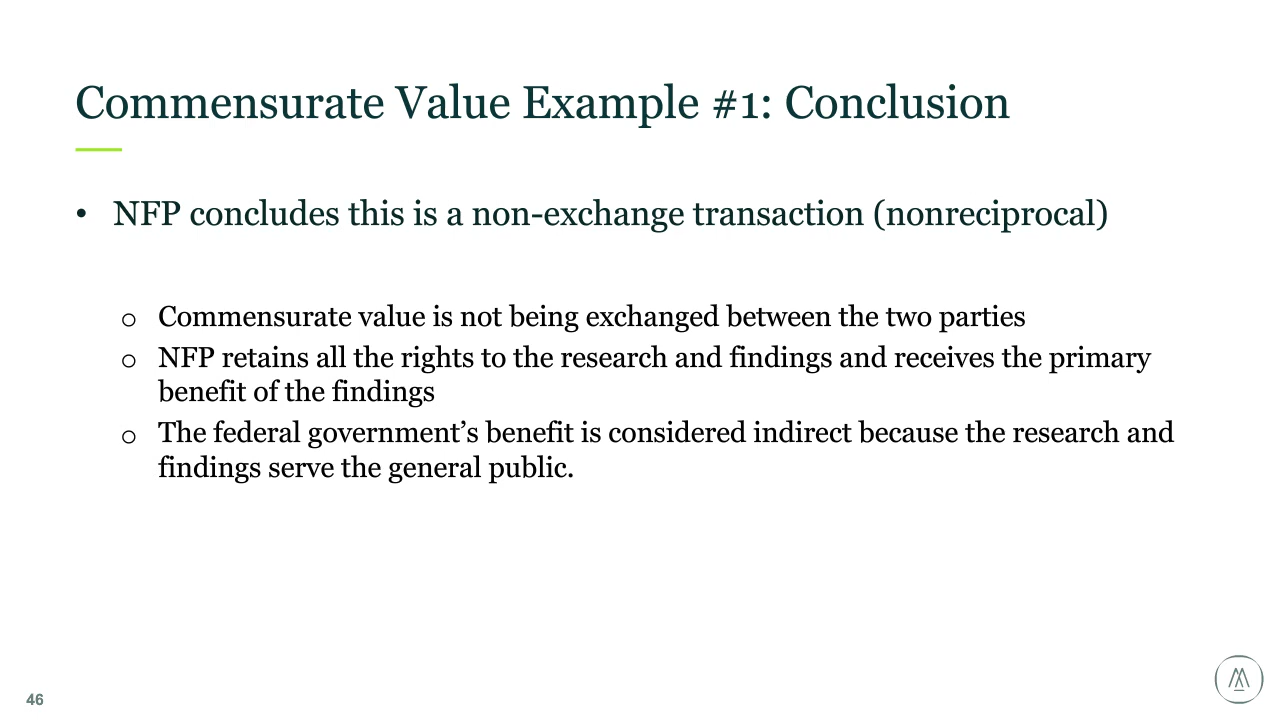 Commensurate Value Example #1: Conclusion
• NFP concludes this is a non-exchange transaction (nonreciprocal)
o Commensurate value is not being exchanged between the two parties
o NFP retains all the rights to the research and findings and receives the primary
benefit of the findings
o The federal government’s benefit is considered indirect because the research and
findings serve the general public.
46